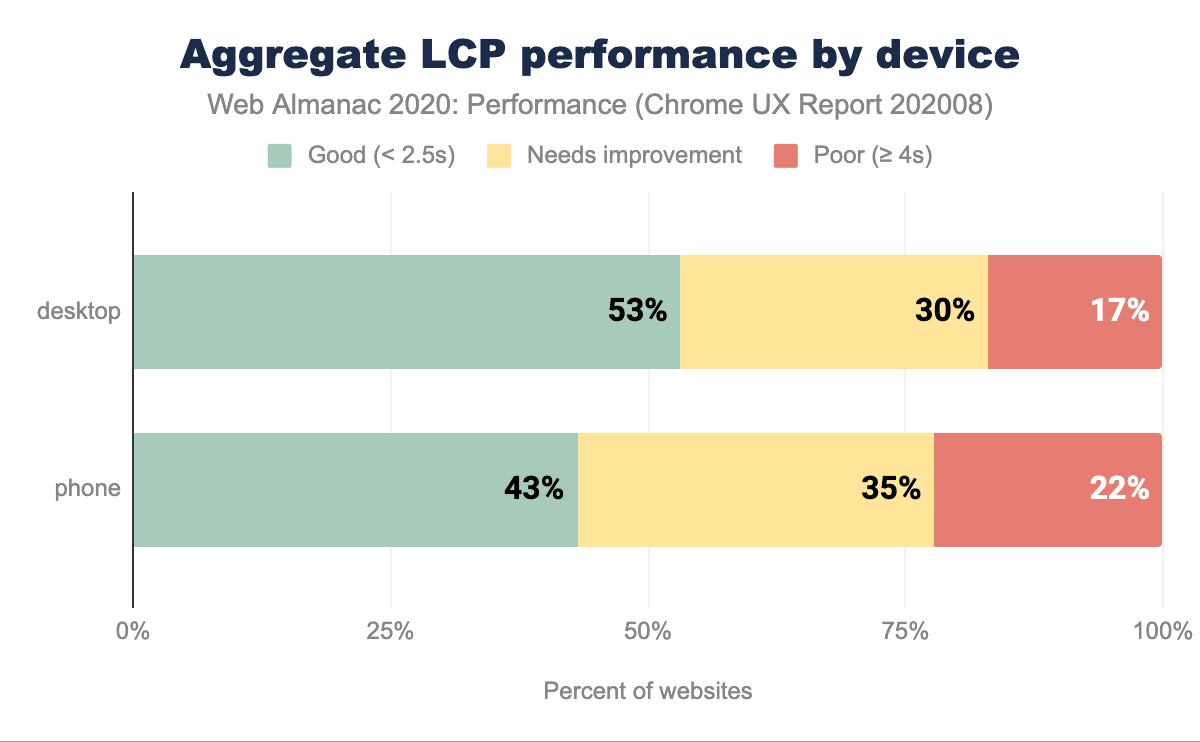 Aggregate LCP performance by device
Web Almanac 2020: Performance (Chrome UX Report 202008)
Good (< 2.5s) Needs improvement Poor (≥ 4s)
desktop 53% 30% 17%
phone 43% 35% 22%
0% 25% 50% 75% 100%
Percent of websites